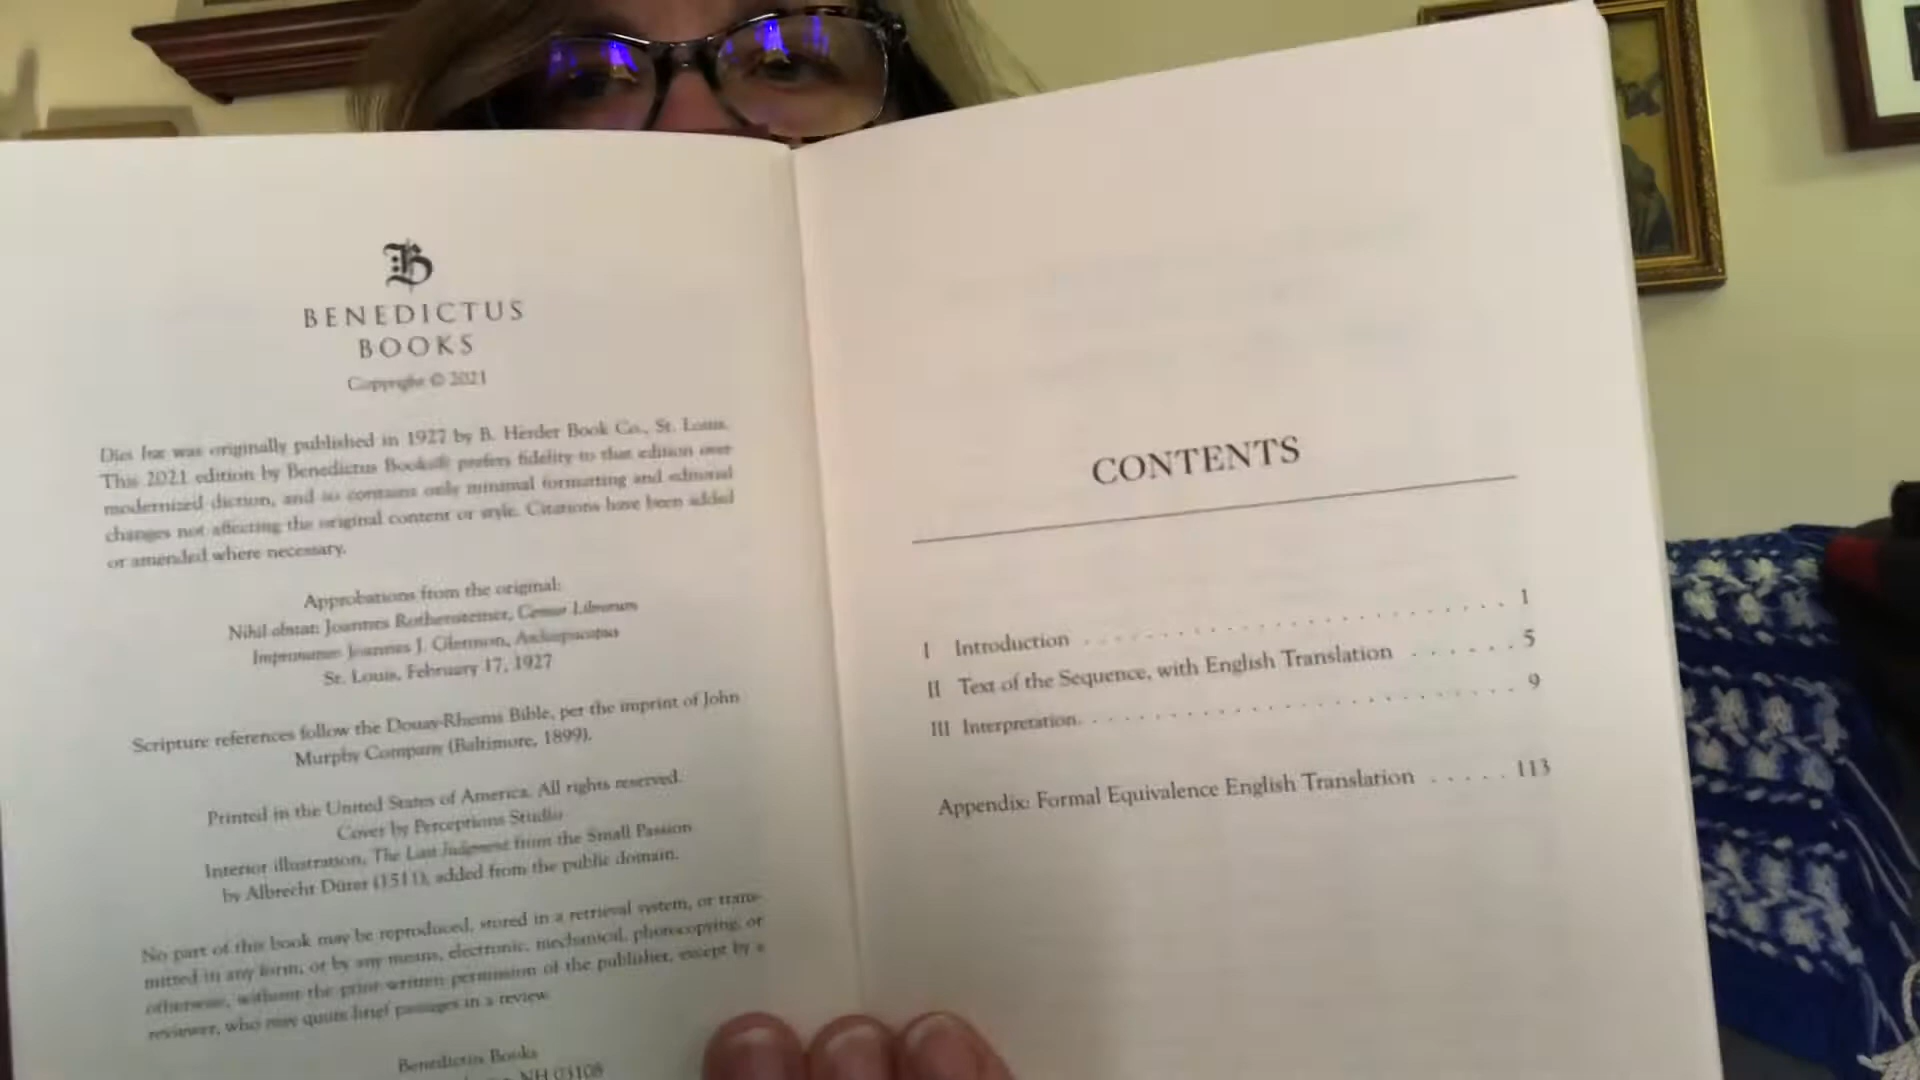 B
BENEDICTUS
BOOKS
Copyright © 2021
Dies Iræ was originally published in 1927 by B. Herder Book Co., St. Louis.
This 2021 edition by Benedictus Books® prefers fidelity to that edition over
modernized diction, and so contains only minimal formatting and editorial
changes not affecting the original content or style. Citations have been added
or amended where necessary.
Approbations from the original:
Nihil obstat: Joannes Rothensteiner, Censor Librorum
Imprimatur: Joannes J. Glennon, Archiepiscopus
St. Louis, February 17, 1927
Scripture references follow the Douay-Rheims Bible, per the imprint of John
Murphy Company (Baltimore, 1899).
Printed in the United States of America. All rights reserved.
Cover by Perceptions Studio
Interior illustration, The Last Judgment from the Small Passion
by Albrecht Dürer (1511), added from the public domain.
No part of this book may be reproduced, stored in a retrieval system, or trans-
mitted in any form, or by any means, electronic, mechanical, photocopying, or
otherwise, without the prior written permission of the publisher, except by a
reviewer, who may quote brief passages in a review.
Benedictus Books
NH 03108
CONTENTS
I Introduction . . . . . . . . . . . . . . . . . . . . . . . . . . 1
II Text of the Sequence, with English Translation . . . . . . 5
III Interpretation. . . . . . . . . . . . . . . . . . . . . . . . . . 9
Appendix: Formal Equivalence English Translation . . . . . 113